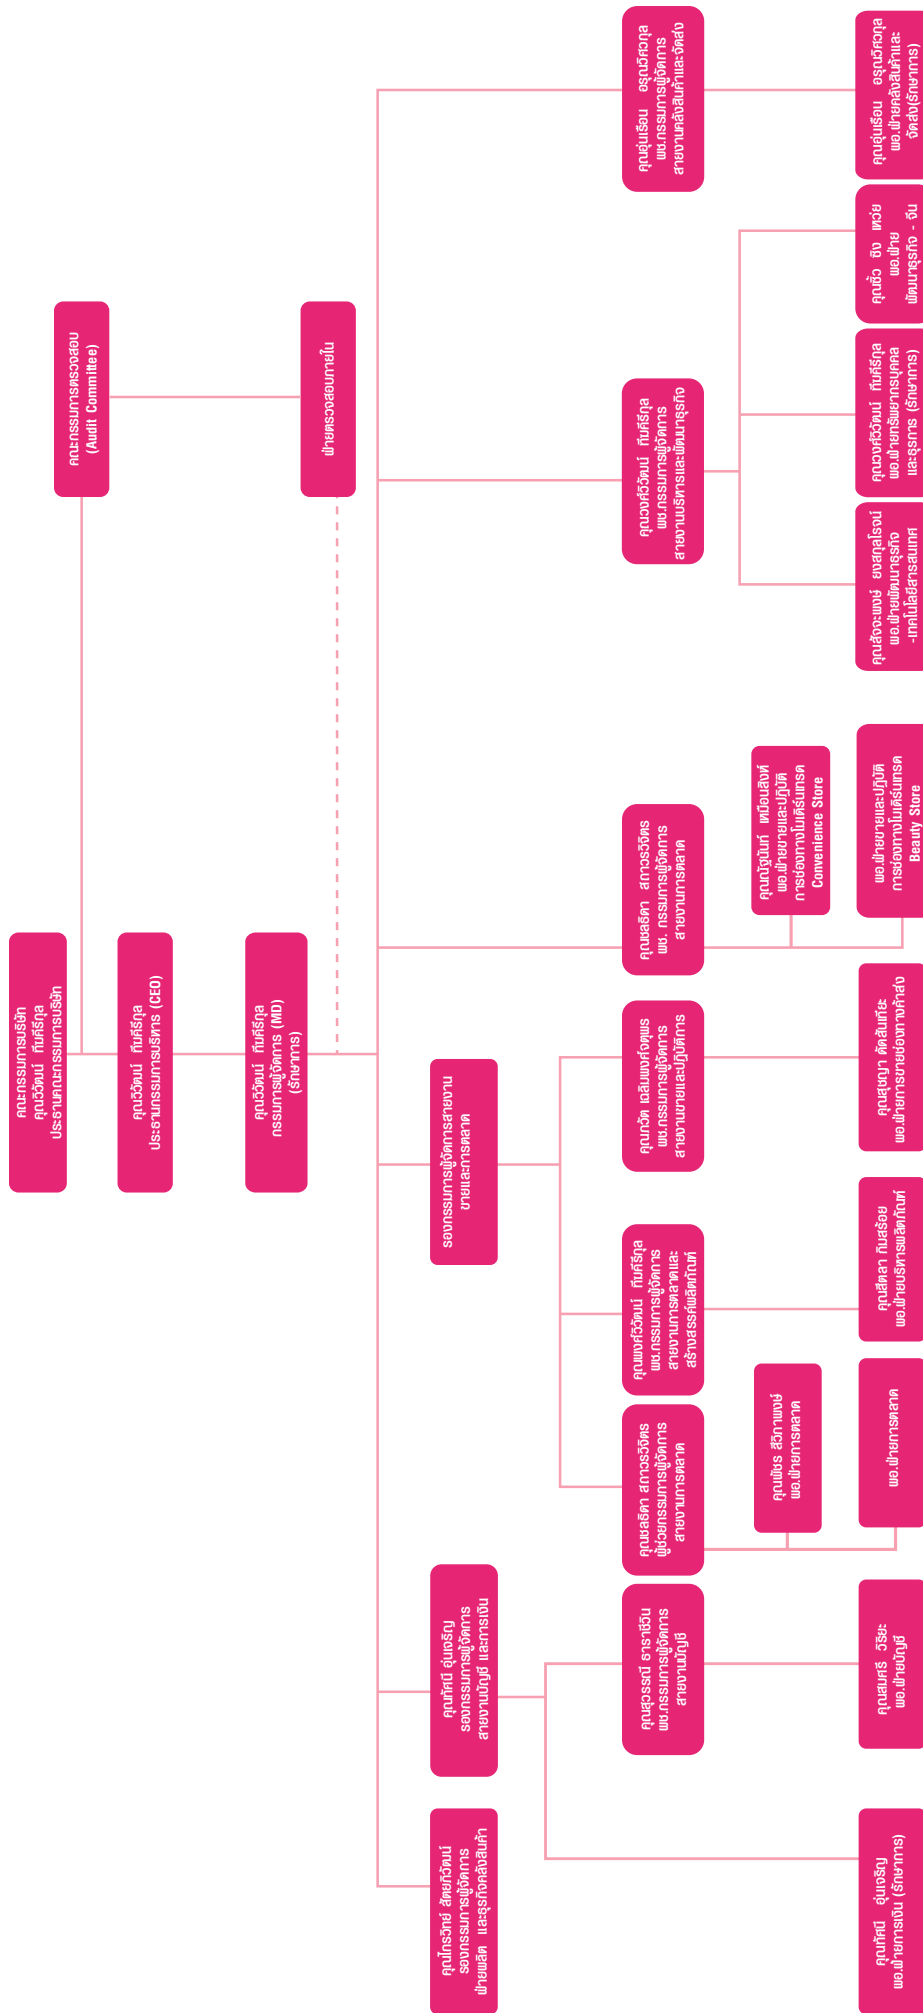 คณะกรรมการบริษัท
คุณวิวัฒน์ ทีฆคีรีกุล
ประธานคณะกรรมการบริษัท
คณะกรรมการตรวจสอบ
(Audit Committee)
คุณวิวัฒน์ ทีฆคีรีกุล
ประธานกรรมการบริหาร (CEO)
คุณวิวัฒน์ ทีฆคีรีกุล
กรรมการผู้จัดการ (MD)
(รักษาการ)
ฝ่ายตรวจสอบภายใน
คุณไกรวิทย์ สัตยภิวัฒน์
รองกรรมการผู้จัดการ
ฝ่ายผลิต และธุรกิจคลังสินค้า
คุณทัศนี อุ่นเจริญ
รองกรรมการผู้จัดการ
สายงานบัญชี และการเงิน
รองกรรมการผู้จัดการสายงาน
ขายและการตลาด
คุณสุวรรณี ธาราชีวิน
ผช.กรรมการผู้จัดการ
สายงานบัญชี
คุณชลธิดา สถาวรวิจิตร
ผู้ช่วยกรรมการผู้จัดการ
สายงานการตลาด
คุณพงศ์วิวัฒน์ ทีฆคีรีกุล
ผช.กรรมการผู้จัดการ
สายงานการตลาดและ
สร้างสรรค์ผลิตภัณฑ์
คุณภวัต เฉลิมพงศ์จตุพร
ผช.กรรมการผู้จัดการ
สายงานขายและปฏิบัติการ
คุณชลธิดา สถาวรวิจิตร
ผช. กรรมการผู้จัดการ
สายงานการตลาด
คุณวงศ์วิวัฒน์ ทีฆคีรีกุล
ผช.กรรมการผู้จัดการ
สายงานบริหารและพัฒนาธุรกิจ
คุณอุ่นเรือน อรุณวิศวกุล
ผช.กรรมการผู้จัดการ
สายงานคลังสินค้าและจัดส่ง
คุณพัชร สีวิภาพงษ์
ผอ.ฝ่ายการตลาด
คุณณัฐนันท์ เหมือนสิงห์
ผอ.ฝ่ายขายและปฏิบัติ
การช่องทางโมเดิร์นเทรด
Convenience Store
คุณทัศนี อุ่นเจริญ
ผอ.ฝ่ายการเงิน (รักษาการ)
คุณสมศรี วิริยะ
ผอ.ฝ่ายบัญชี
ผอ.ฝ่ายการตลาด
คุณสีตลา กิมสร้อย
ผอ.ฝ่ายบริหารผลิตภัณฑ์
คุณสุชญา ตัดสันเทียะ
ผอ.ฝ่ายการขายช่องทางค้าส่ง
ผอ.ฝ่ายขายและปฏิบัติ
การช่องทางโมเดิร์นเทรด
Beauty Store
คุณสัจจะพงษ์ ยงสกุลโรจน์
ผอ.ฝ่ายพัฒนาธุรกิจ
-เทคโนโลยีสารสนเทศ
คุณวงศ์วิวัฒน์ ทีฆคีรีกุล
ผอ.ฝ่ายทรัพยากรบุคคล
และธุรการ (รักษาการ)
คุณชิว ชิง เหว่ย
ผอ.ฝ่าย
พัฒนาธุรกิจ - จีน
คุณอุ่นเรือน อรุณวิศวกุล
ผอ.ฝ่ายคลังสินค้าและ
จัดส่ง(รักษาการ)